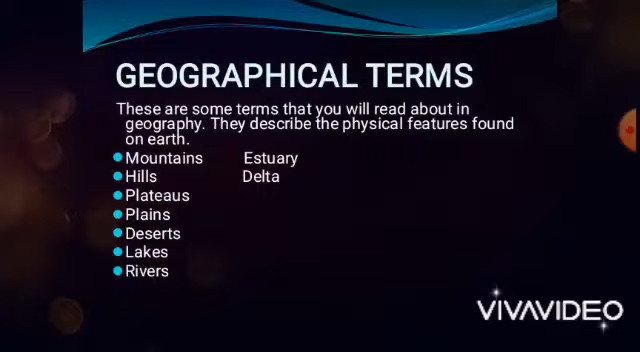 GEOGRAPHICAL TERMS
These are some terms that you will read about in
geography. They describe the physical features found
on earth.
Mountains Estuary
Hills Delta
Plateaus
Plains
Deserts
Lakes
Rivers
VIVAVIDEO